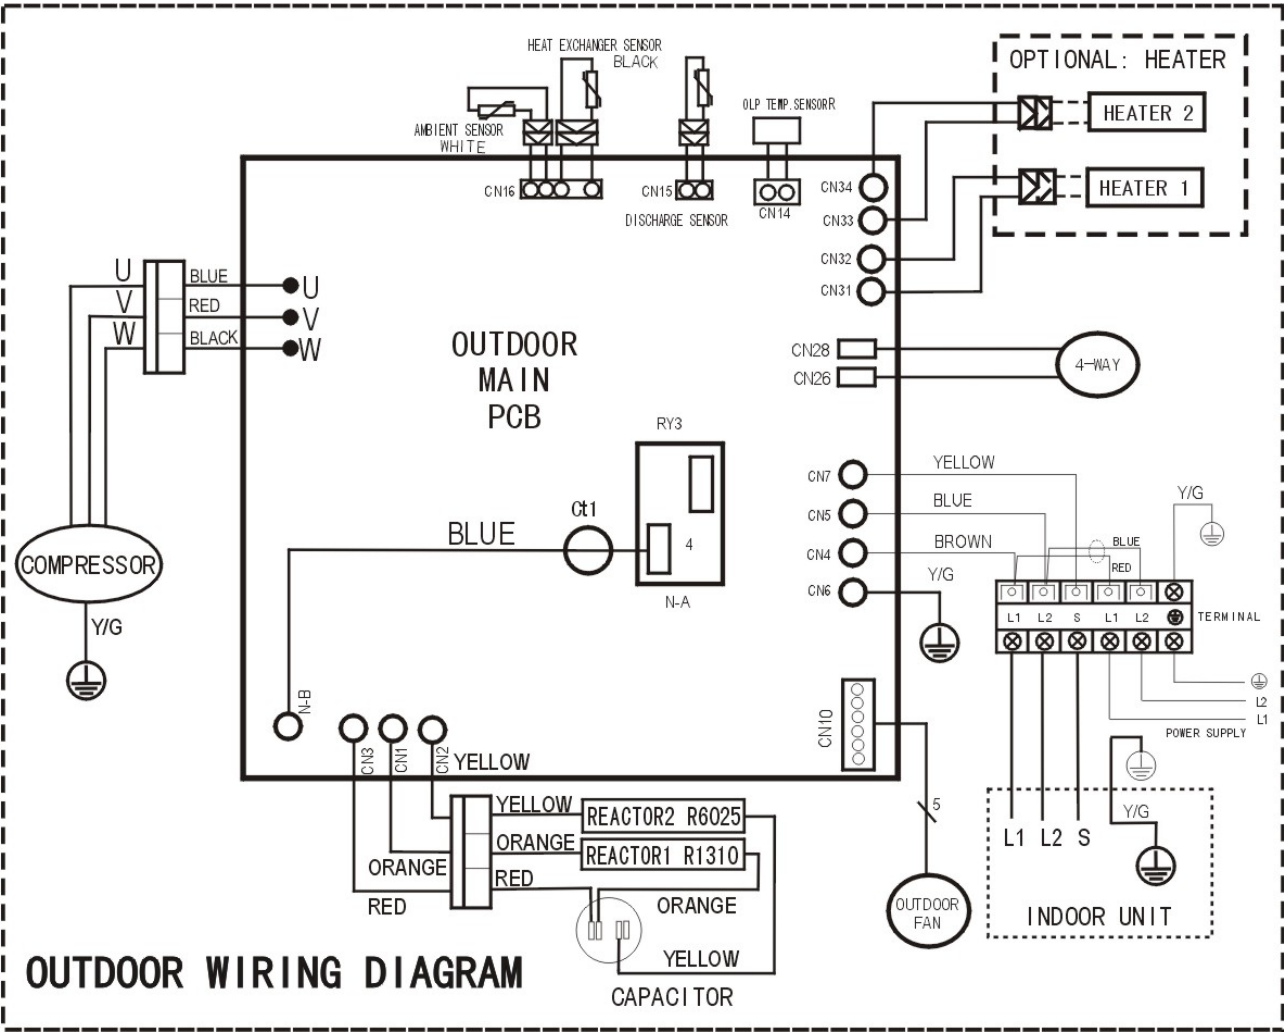 HEAT EXCHANGER SENSOR
BLACK
OPTIONAL: HEATER
OLP TEMP.SENSORR
HEATER 2
AMBIENT SENSOR
WHITE
CN16
CN15
CN14
DISCHARGE SENSOR
CN34
CN33
CN32
CN31
HEATER 1
U
V
W
BLUE
RED
BLACK
U
V
W
OUTDOOR
MAIN
PCB
CN28
CN26
4-WAY
RY3
4
N-A
Ct1
BLUE
CN7
CN5
CN4
CN6
YELLOW
BLUE
BROWN
Y/G
BLUE
RED
Y/G
L1 L2 S L1 L2
TERMINAL
L2
L1
POWER SUPPLY
COMPRESSOR
Y/G
N-B
CN3
CN1
CN2
YELLOW
CN10
5
YELLOW
REACTOR2 R6025
ORANGE
REACTOR1 R1310
RED
ORANGE
RED
ORANGE
YELLOW
CAPACITOR
OUTDOOR
FAN
Y/G
L1 L2 S
INDOOR UNIT
OUTDOOR WIRING DIAGRAM